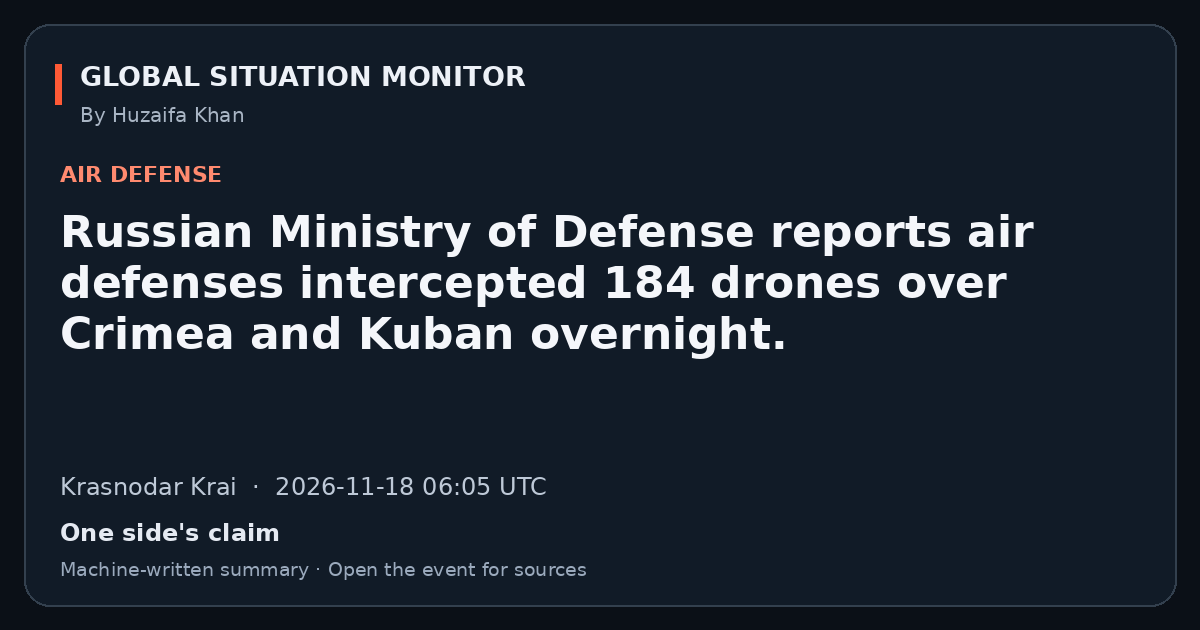 GLOBAL SITUATION MONITOR
By Huzaifa Khan
AIR DEFENSE
Russian Ministry of Defense reports air
defenses intercepted 184 drones over
Crimea and Kuban overnight.
Krasnodar Krai · 2026-11-18 06:05 UTC
One side's claim
Machine-written summary · Open the event for sources